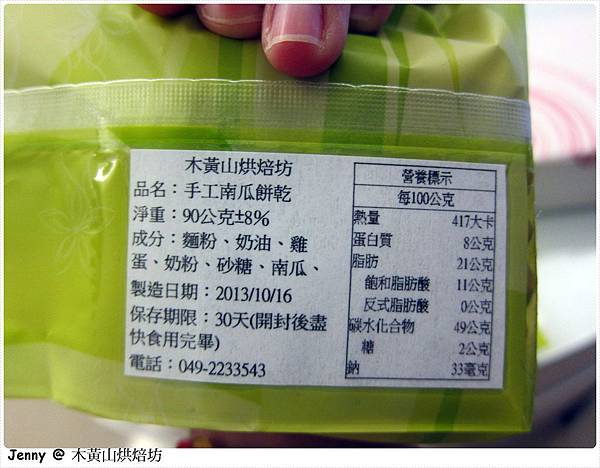 木黃山烘焙坊
品名：手工南瓜餅乾
淨重：90公克±8%
成分：麵粉、奶油、雞
蛋、奶粉、砂糖、南瓜、
製造日期：2013/10/16
保存期限：30天(開封後盡
快食用完畢)
電話：049-2233543
營養標示
每100公克
熱量 417大卡
蛋白質 8公克
脂肪 21公克
飽和脂肪酸 11公克
反式脂肪酸 0公克
碳水化合物 49公克
糖 2公克
鈉 33毫克
Jenny @ 木黃山烘焙坊